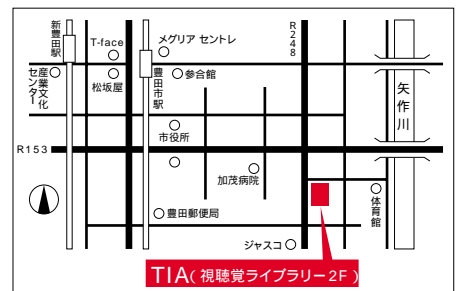 新豊田駅
T-face
メグリア セントレ
R248
産業文化
センター
松坂屋
豊田市駅
参合館
矢作川
市役所
R153
加茂病院
体育館
豊田郵便局
ジャスコ
TIA(視聴覚ライブラリー2F)